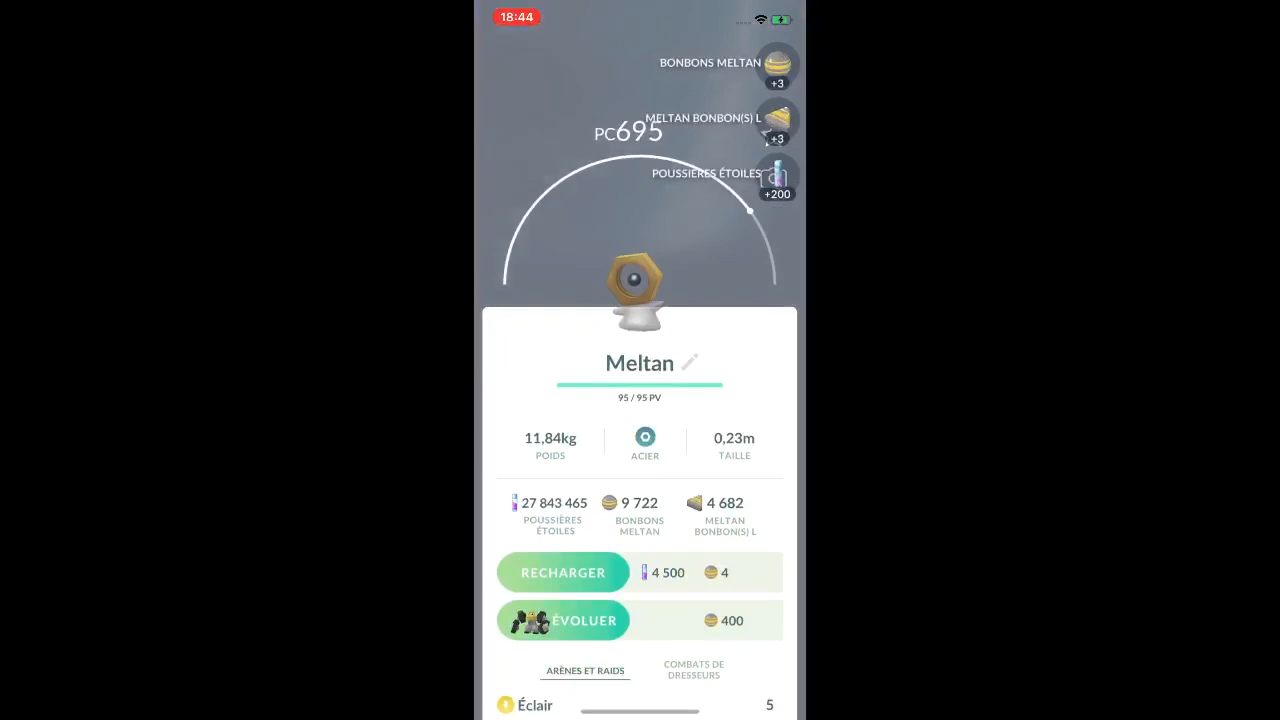 18:44
BONBONS MELTAN
+3
MELTAN BONBON(S) L
+3
PC695
POUSSIÈRES ÉTOILES
+200
Meltan
95 / 95 PV
11,84kg
POIDS
ACIER
0,23m
TAILLE
27 843 465
POUSSIÈRES
ÉTOILES
9 722
BONBONS
MELTAN
4 682
MELTAN
BONBON(S) L
RECHARGER 4 500 4
ÉVOLUER 400
ARÈNES ET RAIDS
COMBATS DE
DRESSEURS
Éclair 5